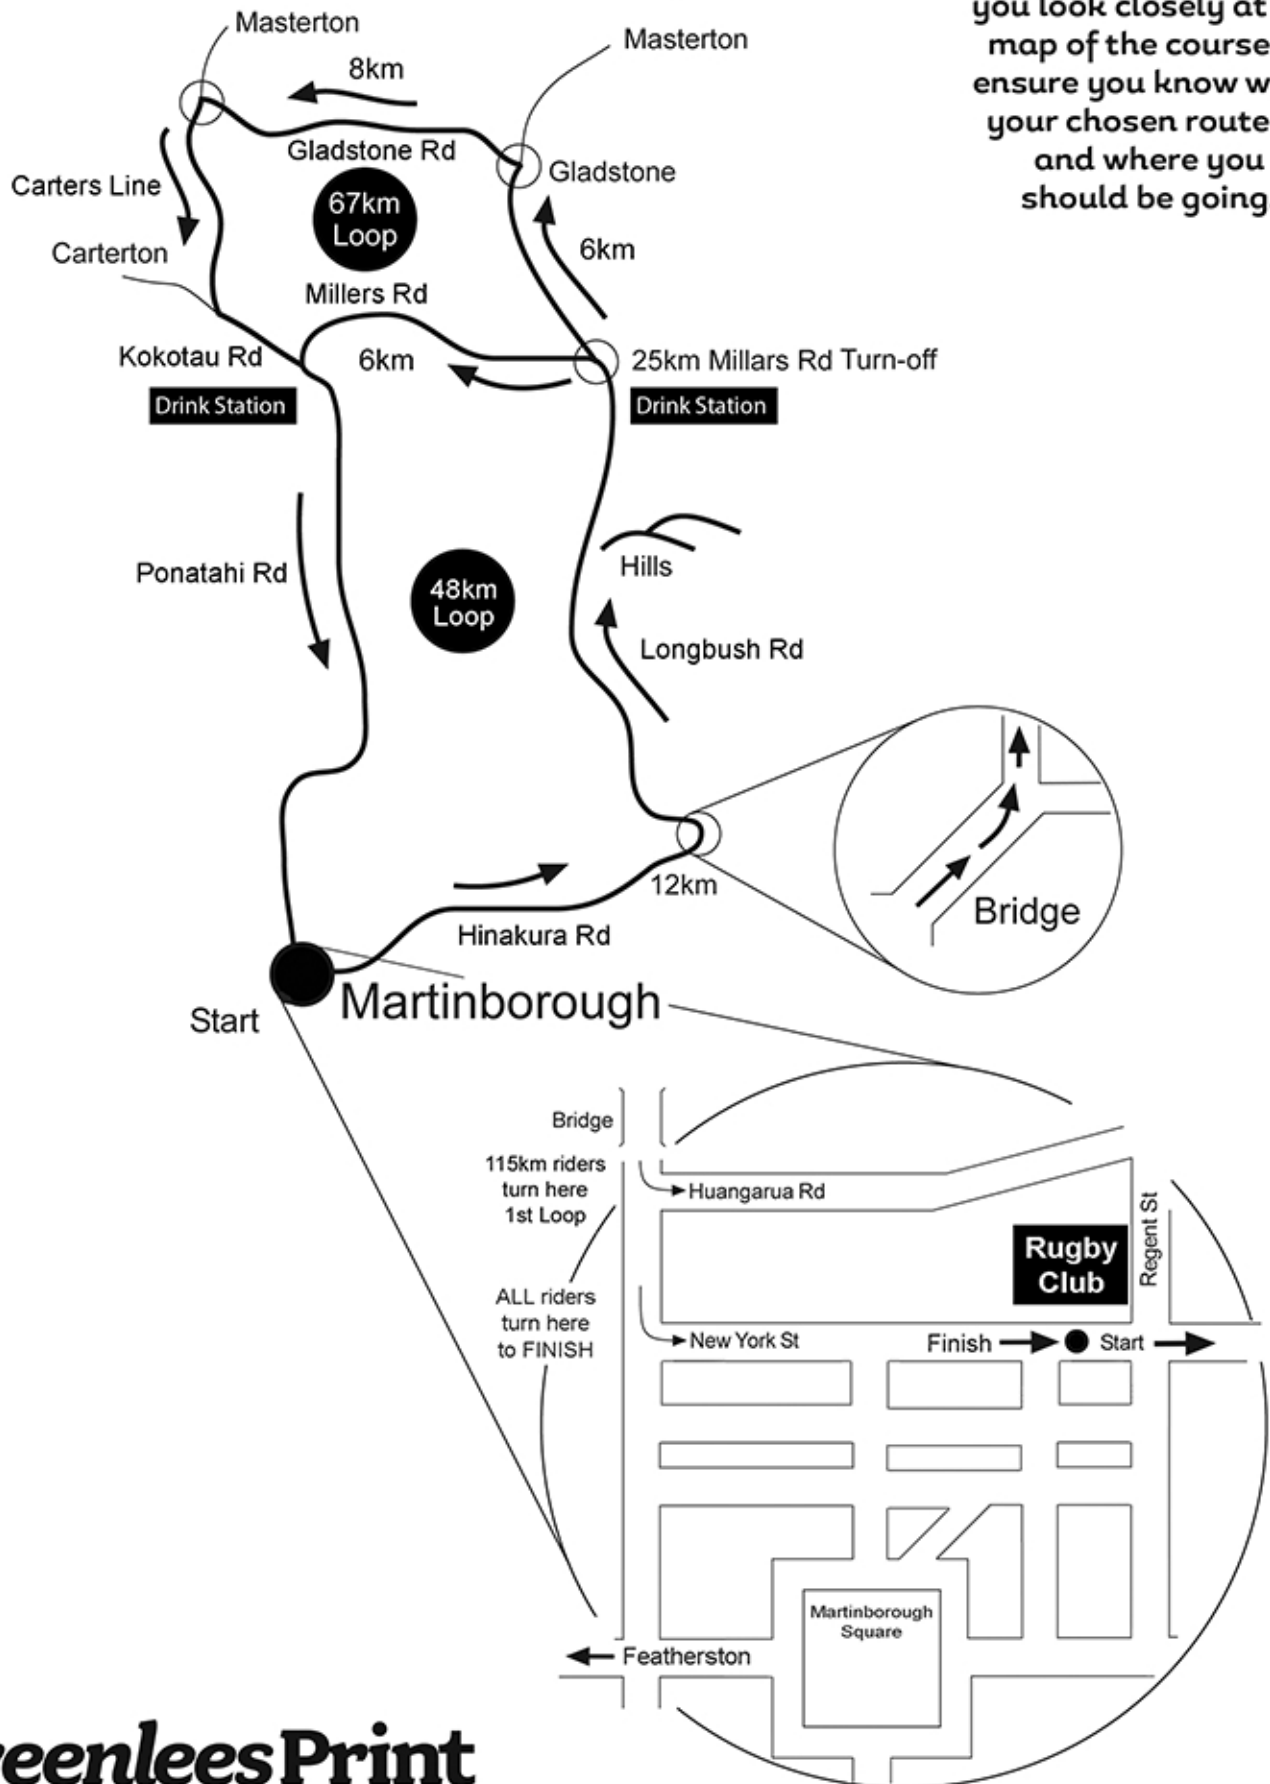 you look closely at
map of the course
ensure you know w
your chosen route
and where you
should be going
Masterton
Masterton
8km
Gladstone Rd
Gladstone
Carters Line
67km
Loop
6km
Carterton
Millers Rd
Kokotau Rd
6km
25km Millars Rd Turn-off
Drink Station
Drink Station
Hills
Ponatahi Rd
48km
Loop
Longbush Rd
12km
Bridge
Hinakura Rd
Martinborough
Start
Bridge
115km riders
turn here
1st Loop
Huangarua Rd
Regent St
Rugby
Club
ALL riders
turn here
to FINISH
New York St
Finish
Start
Martinborough
Square
Featherston
eenlees Print